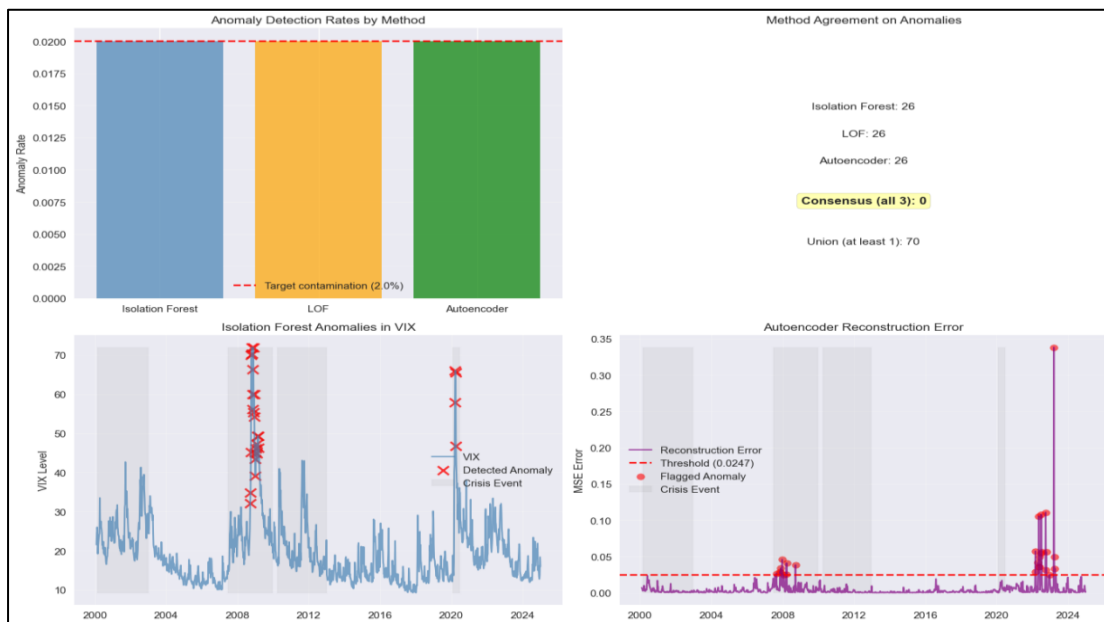 Anomaly Detection Rates by Method
Anomaly Rate
0.0200
0.0175
0.0150
0.0125
0.0100
0.0075
0.0050
0.0025
0.0000
Target contamination (2.0%)
Isolation Forest
LOF
Autoencoder
Method Agreement on Anomalies
Isolation Forest: 26
LOF: 26
Autoencoder: 26
Consensus (all 3): 0
Union (at least 1): 70
Isolation Forest Anomalies in VIX
VIX Level
70
60
50
40
30
20
10
VIX
Detected Anomaly
Crisis Event
2000
2004
2008
2012
2016
2020
2024
Autoencoder Reconstruction Error
MSE Error
0.35
0.30
0.25
0.20
0.15
0.10
0.05
0.00
Reconstruction Error
Threshold (0.0247)
Flagged Anomaly
Crisis Event
2000
2004
2008
2012
2016
2020
2024